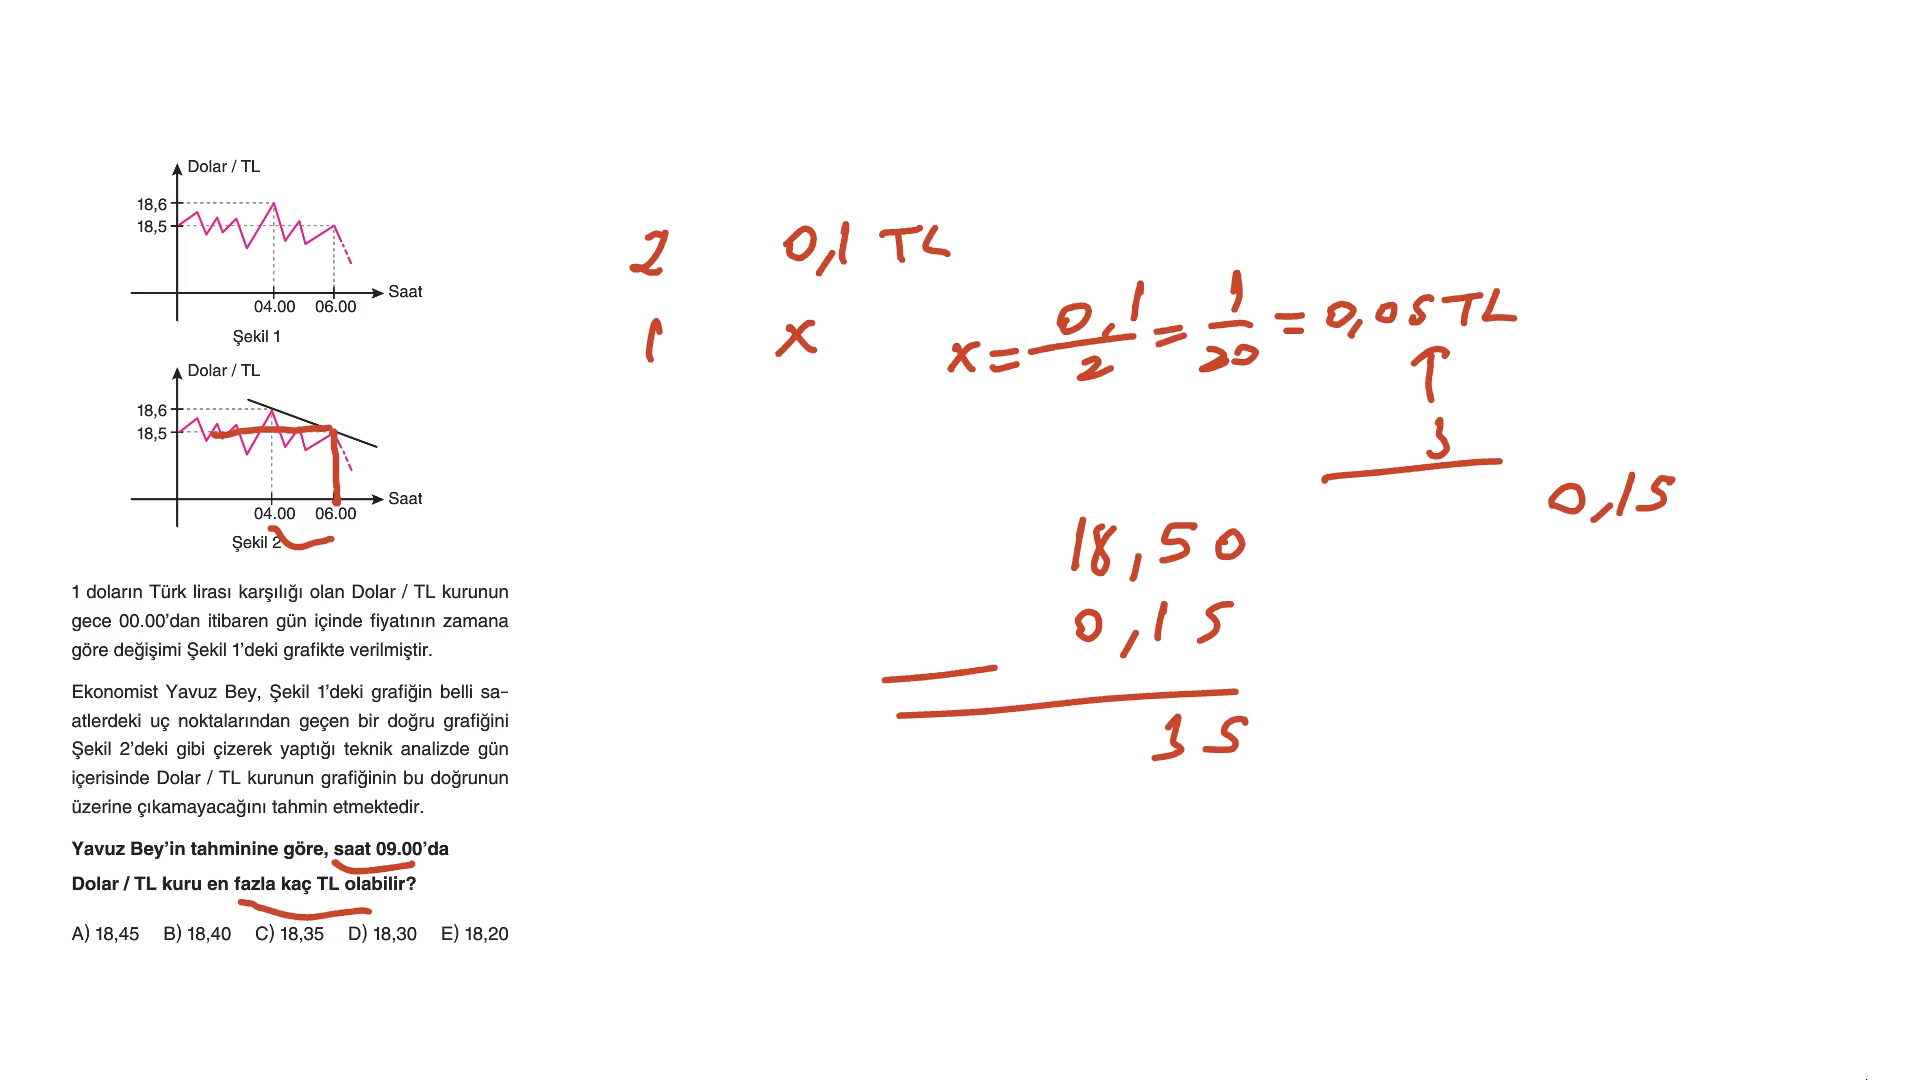 Dolar / TL
18,6
18,5
04.00 06.00
Saat
Şekil 1
Dolar / TL
18,6
18,5
04.00 06.00
Saat
Şekil 2
1 doların Türk lirası karşılığı olan Dolar / TL kurunun
gece 00.00’dan itibaren gün içinde fiyatının zamana
göre değişimi Şekil 1’deki grafikte verilmiştir.
Ekonomist Yavuz Bey, Şekil 1’deki grafiğin belli sa-
atlerdeki uç noktalarından geçen bir doğru grafiğini
Şekil 2’deki gibi çizerek yaptığı teknik analizde gün
içerisinde Dolar / TL kurunun grafiğinin bu doğrunun
üzerine çıkamayacağını tahmin etmektedir.
Yavuz Bey’in tahminine göre, saat 09.00’da
Dolar / TL kuru en fazla kaç TL olabilir?
A) 18,45 B) 18,40 C) 18,35 D) 18,30 E) 18,20
2 0,1 TL
1 x x = 0,1/2 = 1/20 = 0,05 TL
3
0,15
18,50
0,15
35